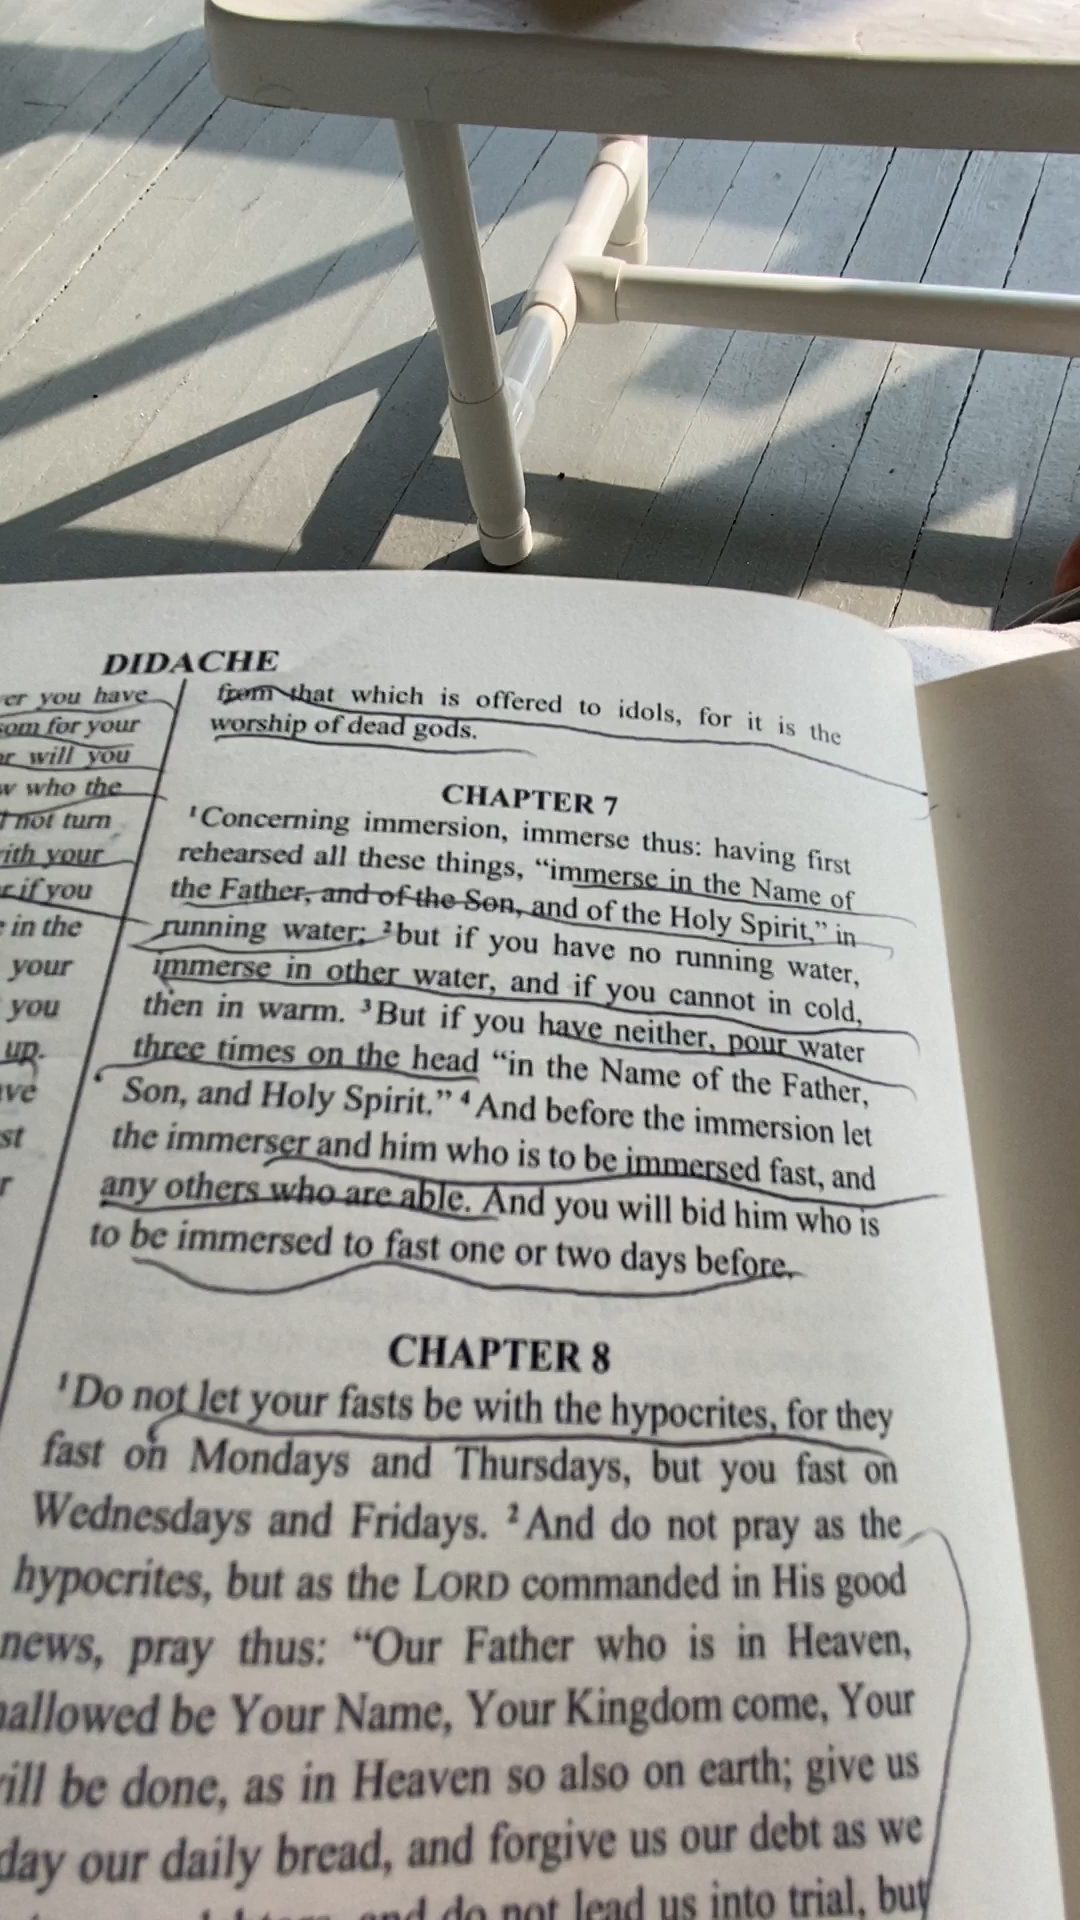 DIDACHE
er you have
som for your
or will you
w who the
not turn
ith your
if you
in the
your
you
up.
ave
st
r
from that which is offered to idols, for it is the
worship of dead gods.
CHAPTER 7
¹Concerning immersion, immerse thus: having first
rehearsed all these things, “immerse in the Name of
the Father, and of the Son, and of the Holy Spirit,” in
running water; ²but if you have no running water,
immerse in other water, and if you cannot in cold,
then in warm. ³But if you have neither, pour water
three times on the head “in the Name of the Father,
Son, and Holy Spirit.” ⁴And before the immersion let
the immerser and him who is to be immersed fast, and
any others who are able. And you will bid him who is
to be immersed to fast one or two days before.
CHAPTER 8
¹Do not let your fasts be with the hypocrites, for they
fast on Mondays and Thursdays, but you fast on
Wednesdays and Fridays. ²And do not pray as the
hypocrites, but as the LORD commanded in His good
news, pray thus: “Our Father who is in Heaven,
hallowed be Your Name, Your Kingdom come, Your
will be done, as in Heaven so also on earth; give us
day our daily bread, and forgive us our debt as we
and do not lead us into trial, but